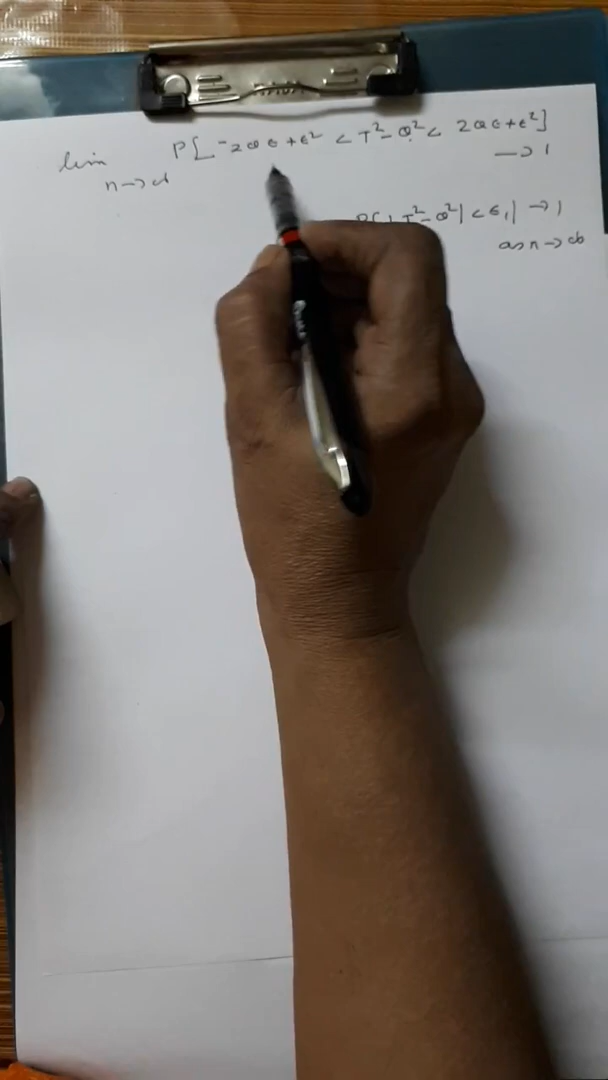 lim P[-2θε+ε² < T²-θ² < 2θε+ε²]
n→∞ → 1
P[|T²-θ²| < ε₁] → 1
as n→∞